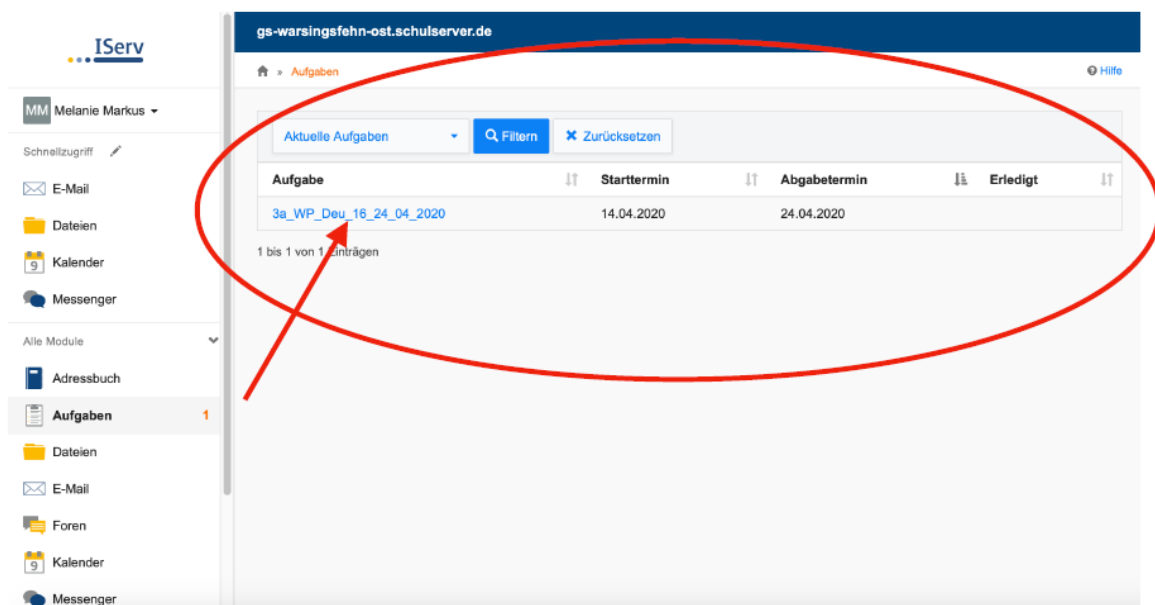 IServ
MM Melanie Markus
Schnellzugriff
E-Mail
Dateien
9 Kalender
Messenger
Alle Module
Adressbuch
Aufgaben 1
Dateien
E-Mail
Foren
9 Kalender
Messenger
gs-warsingsfehn-ost.schulserver.de
» Aufgaben Hilfe
Aktuelle Aufgaben Filtern Zurücksetzen
Aufgabe Starttermin Abgabetermin Erledigt
3a_WP_Deu_16_24_04_2020 14.04.2020 24.04.2020
1 bis 1 von 1 Einträgen